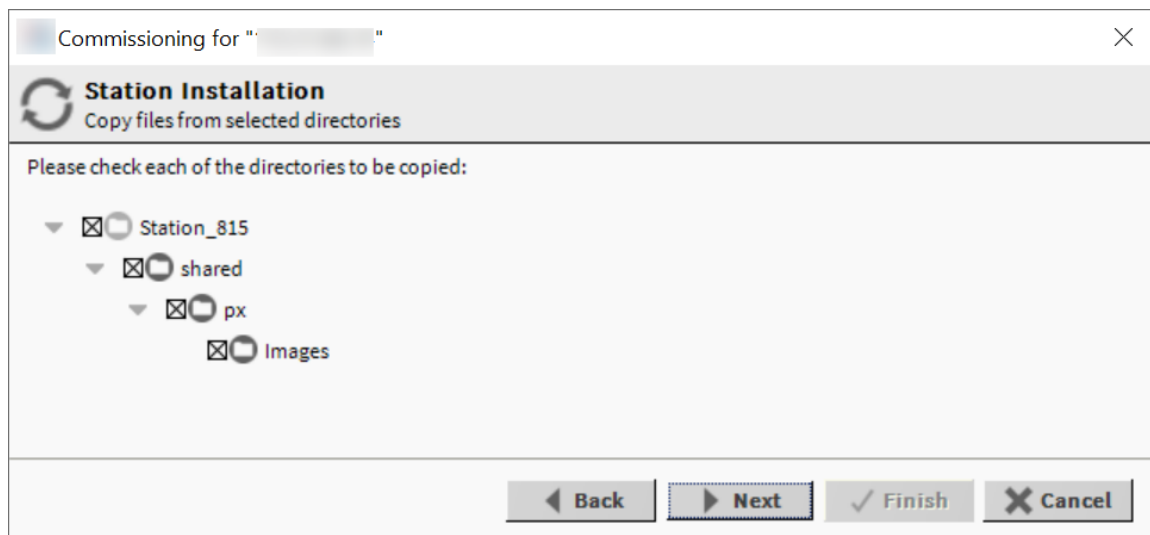 Commissioning for " "
Station Installation
Copy files from selected directories
Please check each of the directories to be copied:
Station_815
shared
px
Images
Back Next Finish Cancel